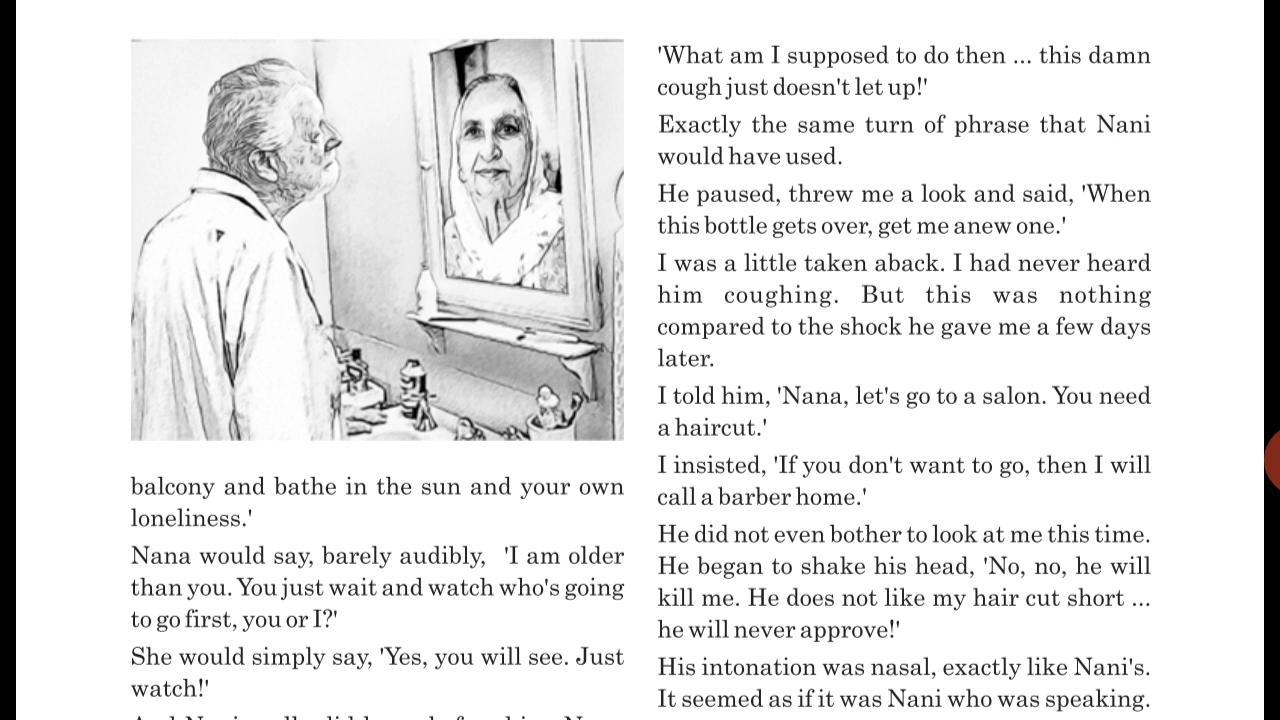 balcony and bathe in the sun and your own
loneliness.'
Nana would say, barely audibly, 'I am older
than you. You just wait and watch who's going
to go first, you or I?'
She would simply say, 'Yes, you will see. Just
watch!'
'What am I supposed to do then ... this damn
cough just doesn't let up!'
Exactly the same turn of phrase that Nani
would have used.
He paused, threw me a look and said, 'When
this bottle gets over, get me anew one.'
I was a little taken aback. I had never heard
him coughing. But this was nothing
compared to the shock he gave me a few days
later.
I told him, 'Nana, let's go to a salon. You need
a haircut.'
I insisted, 'If you don't want to go, then I will
call a barber home.'
He did not even bother to look at me this time.
He began to shake his head, 'No, no, he will
kill me. He does not like my hair cut short ...
he will never approve!'
His intonation was nasal, exactly like Nani's.
It seemed as if it was Nani who was speaking.